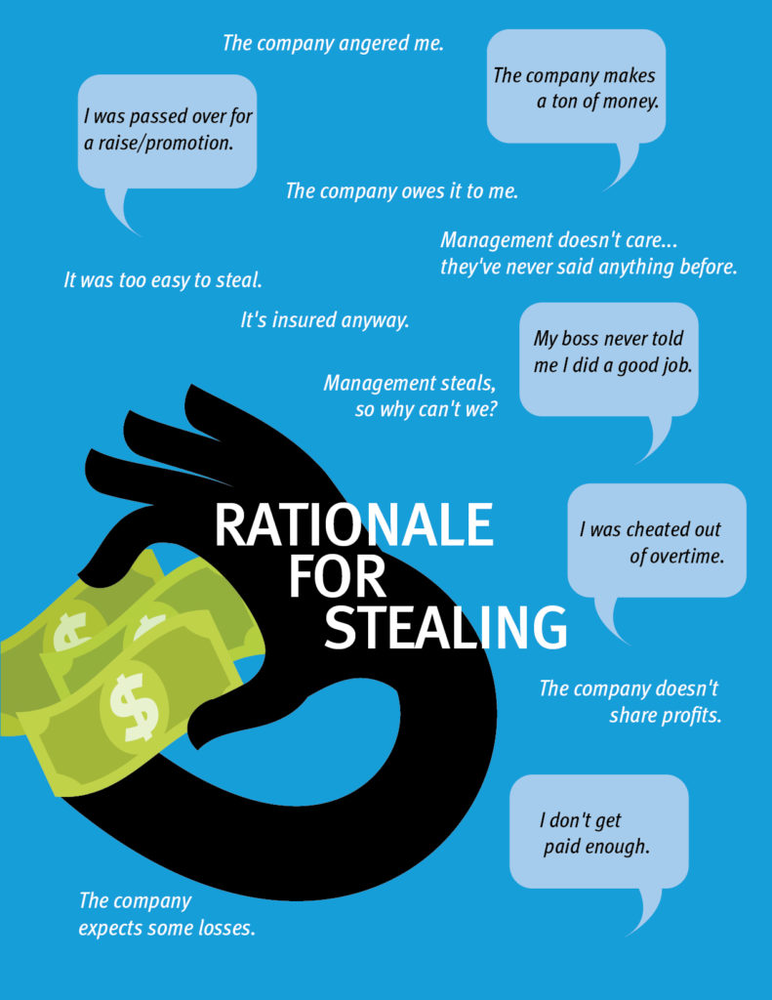 The company angered me.
The company makes
a ton of money.
I was passed over for
a raise/promotion.
The company owes it to me.
Management doesn't care...
they've never said anything before.
It was too easy to steal.
It's insured anyway.
My boss never told
me I did a good job.
Management steals,
so why can't we?
RATIONALE
FOR
STEALING
I was cheated out
of overtime.
$
$
$
The company doesn't
share profits.
I don't get
paid enough.
The company
expects some losses.